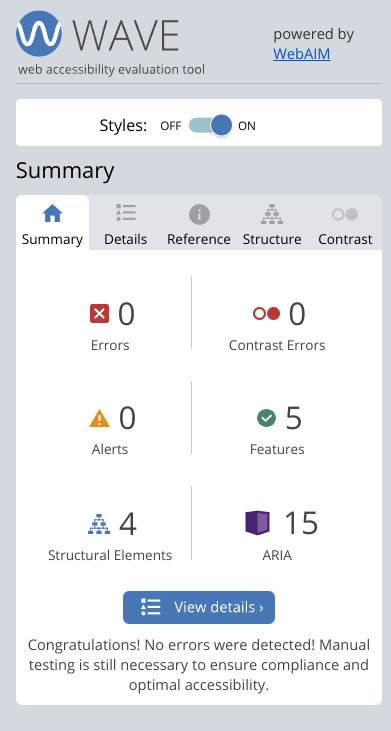 WAVE
web accessibility evaluation tool
powered by
WebAIM
Styles: OFF ON
Summary
Summary Details Reference Structure Contrast
0 0
Errors Contrast Errors
0 5
Alerts Features
4 15
Structural Elements ARIA
View details ›
Congratulations! No errors were detected! Manual
testing is still necessary to ensure compliance and
optimal accessibility.